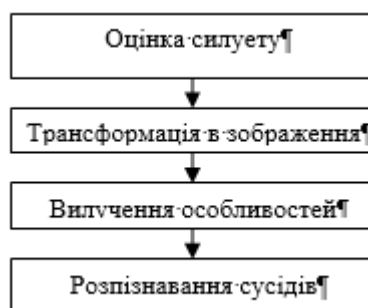 Оцінка·силуету¶
Трансформація·в·зображення¶
Вилучення·особливостей¶
Розпізнавання·сусідів¶